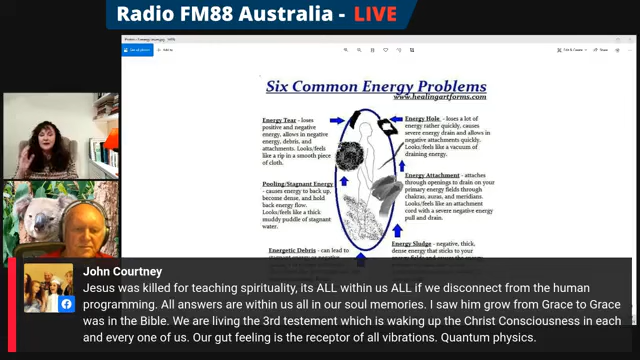 Radio FM88 Australia - LIVE
See all photos
Add to
Edit & Create
Share
Six Common Energy Problems
www.healingartforms.com
Energy Tear - loses
positive and negative
energy, allows in negative
energy, debris, and
attachments. Looks/feels
like a rip in a smooth piece
of cloth.
Energy Hole - loses a lot of
energy rather quickly, causes
severe energy drain and allows in
negative attachments quickly.
Looks/feels like a vacuum of
draining energy.
Pooling/Stagnant Energy
- causes energy to back up,
become dense, and hold
back energy flow.
Looks/feels like a thick
muddy puddle of stagnant
water.
Energy Attachment - attaches
through openings to drain on your
primary energy fields through
chakras, auras, and meridians.
Looks/feels like an attachment
cord with a severe negative energy
pull and drain.
Energetic Debris - can lead to
Energy Sludge - negative, thick,
dense energy that sticks to your
John Courtney
Jesus was killed for teaching spirituality, its ALL within us ALL if we disconnect from the human
programming. All answers are within us all in our soul memories. I saw him grow from Grace to Grace
was in the Bible. We are living the 3rd testement which is waking up the Christ Consciousness in each
and every one of us. Our gut feeling is the receptor of all vibrations. Quantum physics.